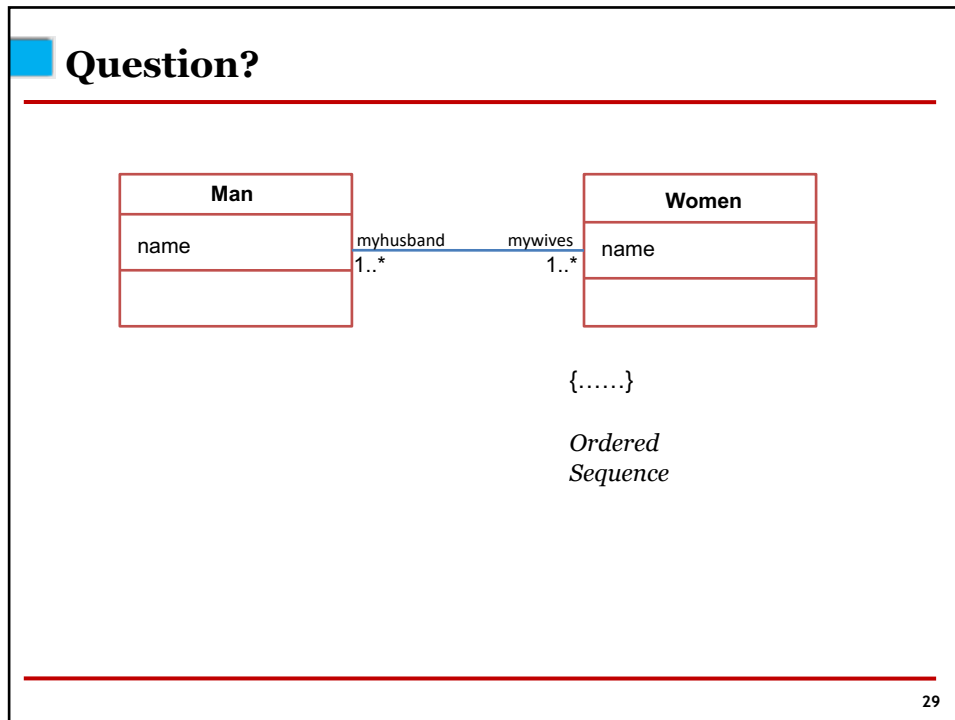 Question?
Man
Women
name
myhusband
mywives
name
1..*
1..*
{......}
Ordered
Sequence
29